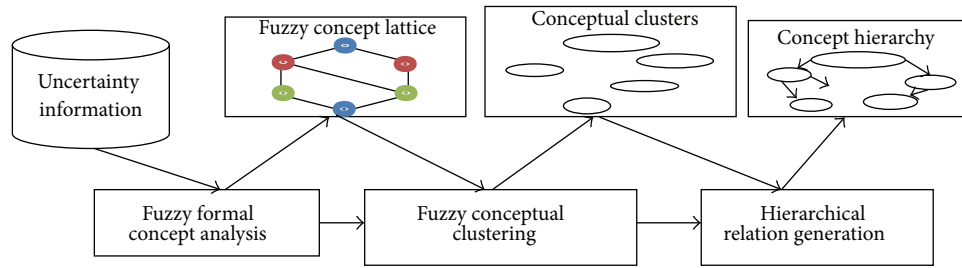 Uncertainty
information
Fuzzy concept lattice
Conceptual clusters
Concept hierarchy
Fuzzy formal
concept analysis
Fuzzy conceptual
clustering
Hierarchical
relation generation